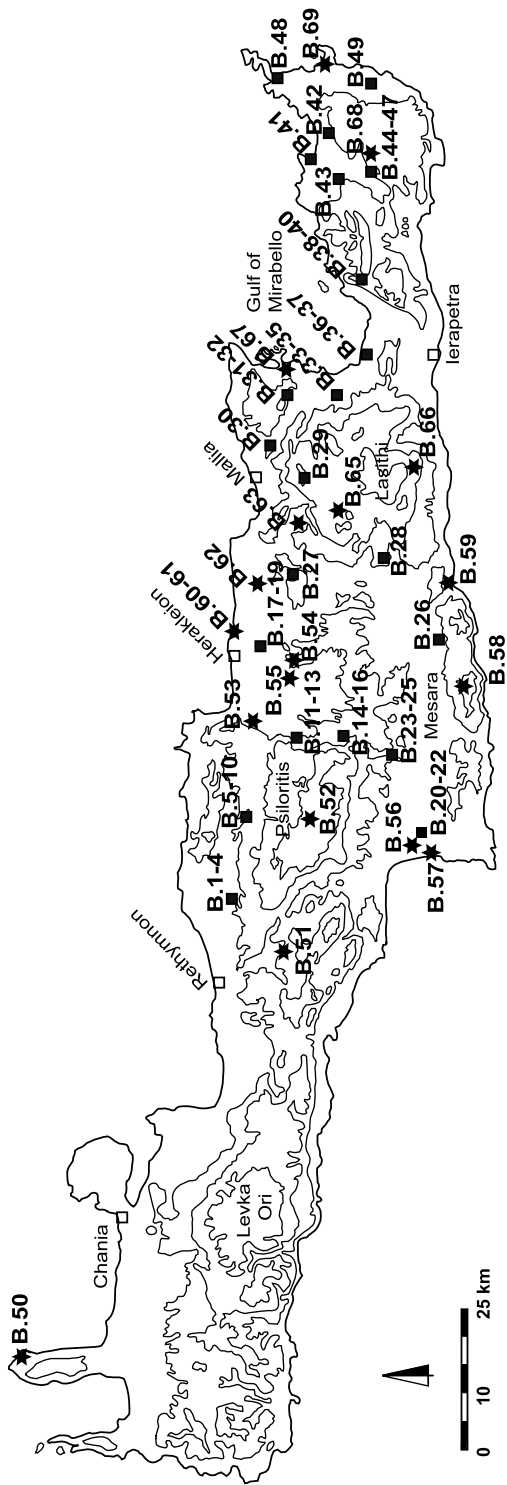 B.50
Chania
Levka
Ori
Rethymnon
B.51
B.1-4
B.5-10
Psiloritis
B.52
B.53
B.55
B.54
B.11-13
B.14-16
B.23-25
B.56
B.57
B.20-22
Mesara
B.26
B.58
B.59
Herakleion
B.60-61
B.62
B.17-19
B.27
B.28
B.63
Mallia
B.29
B.65
B.30
Lasithi
B.66
B.31-32
B.67
B.33-35
B.36-37
Gulf of
Mirabello
Ierapetra
B.38-40
B.43
B.41
B.42
B.68
B.44-47
B.48
B.69
B.49
0 10 25 km